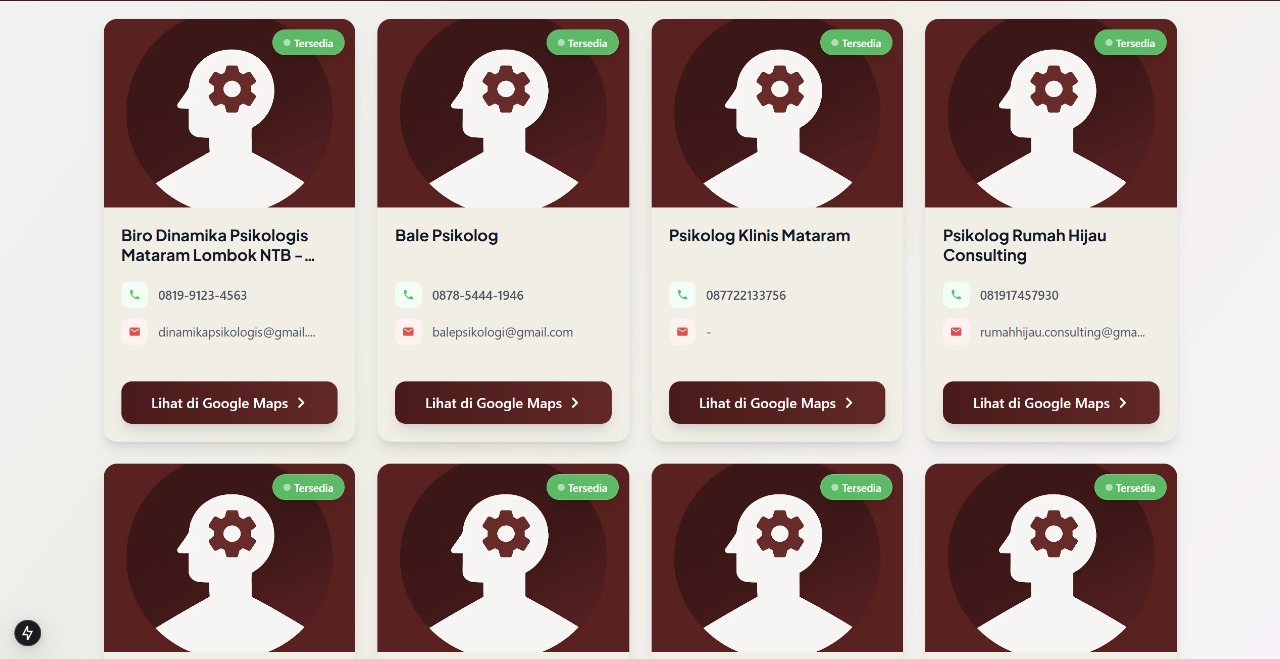 Tersedia
Tersedia
Tersedia
Tersedia
Biro Dinamika Psikologis
Mataram Lombok NTB – ...
0819-9123-4563
dinamikapsikologis@gmail....
Lihat di Google Maps
Bale Psikolog
0878-5444-1946
balepsikologi@gmail.com
Lihat di Google Maps
Psikolog Klinis Mataram
087722133756
-
Lihat di Google Maps
Psikolog Rumah Hijau
Consulting
081917457930
rumahhijau.consulting@gma...
Lihat di Google Maps
Tersedia
Tersedia
Tersedia
Tersedia